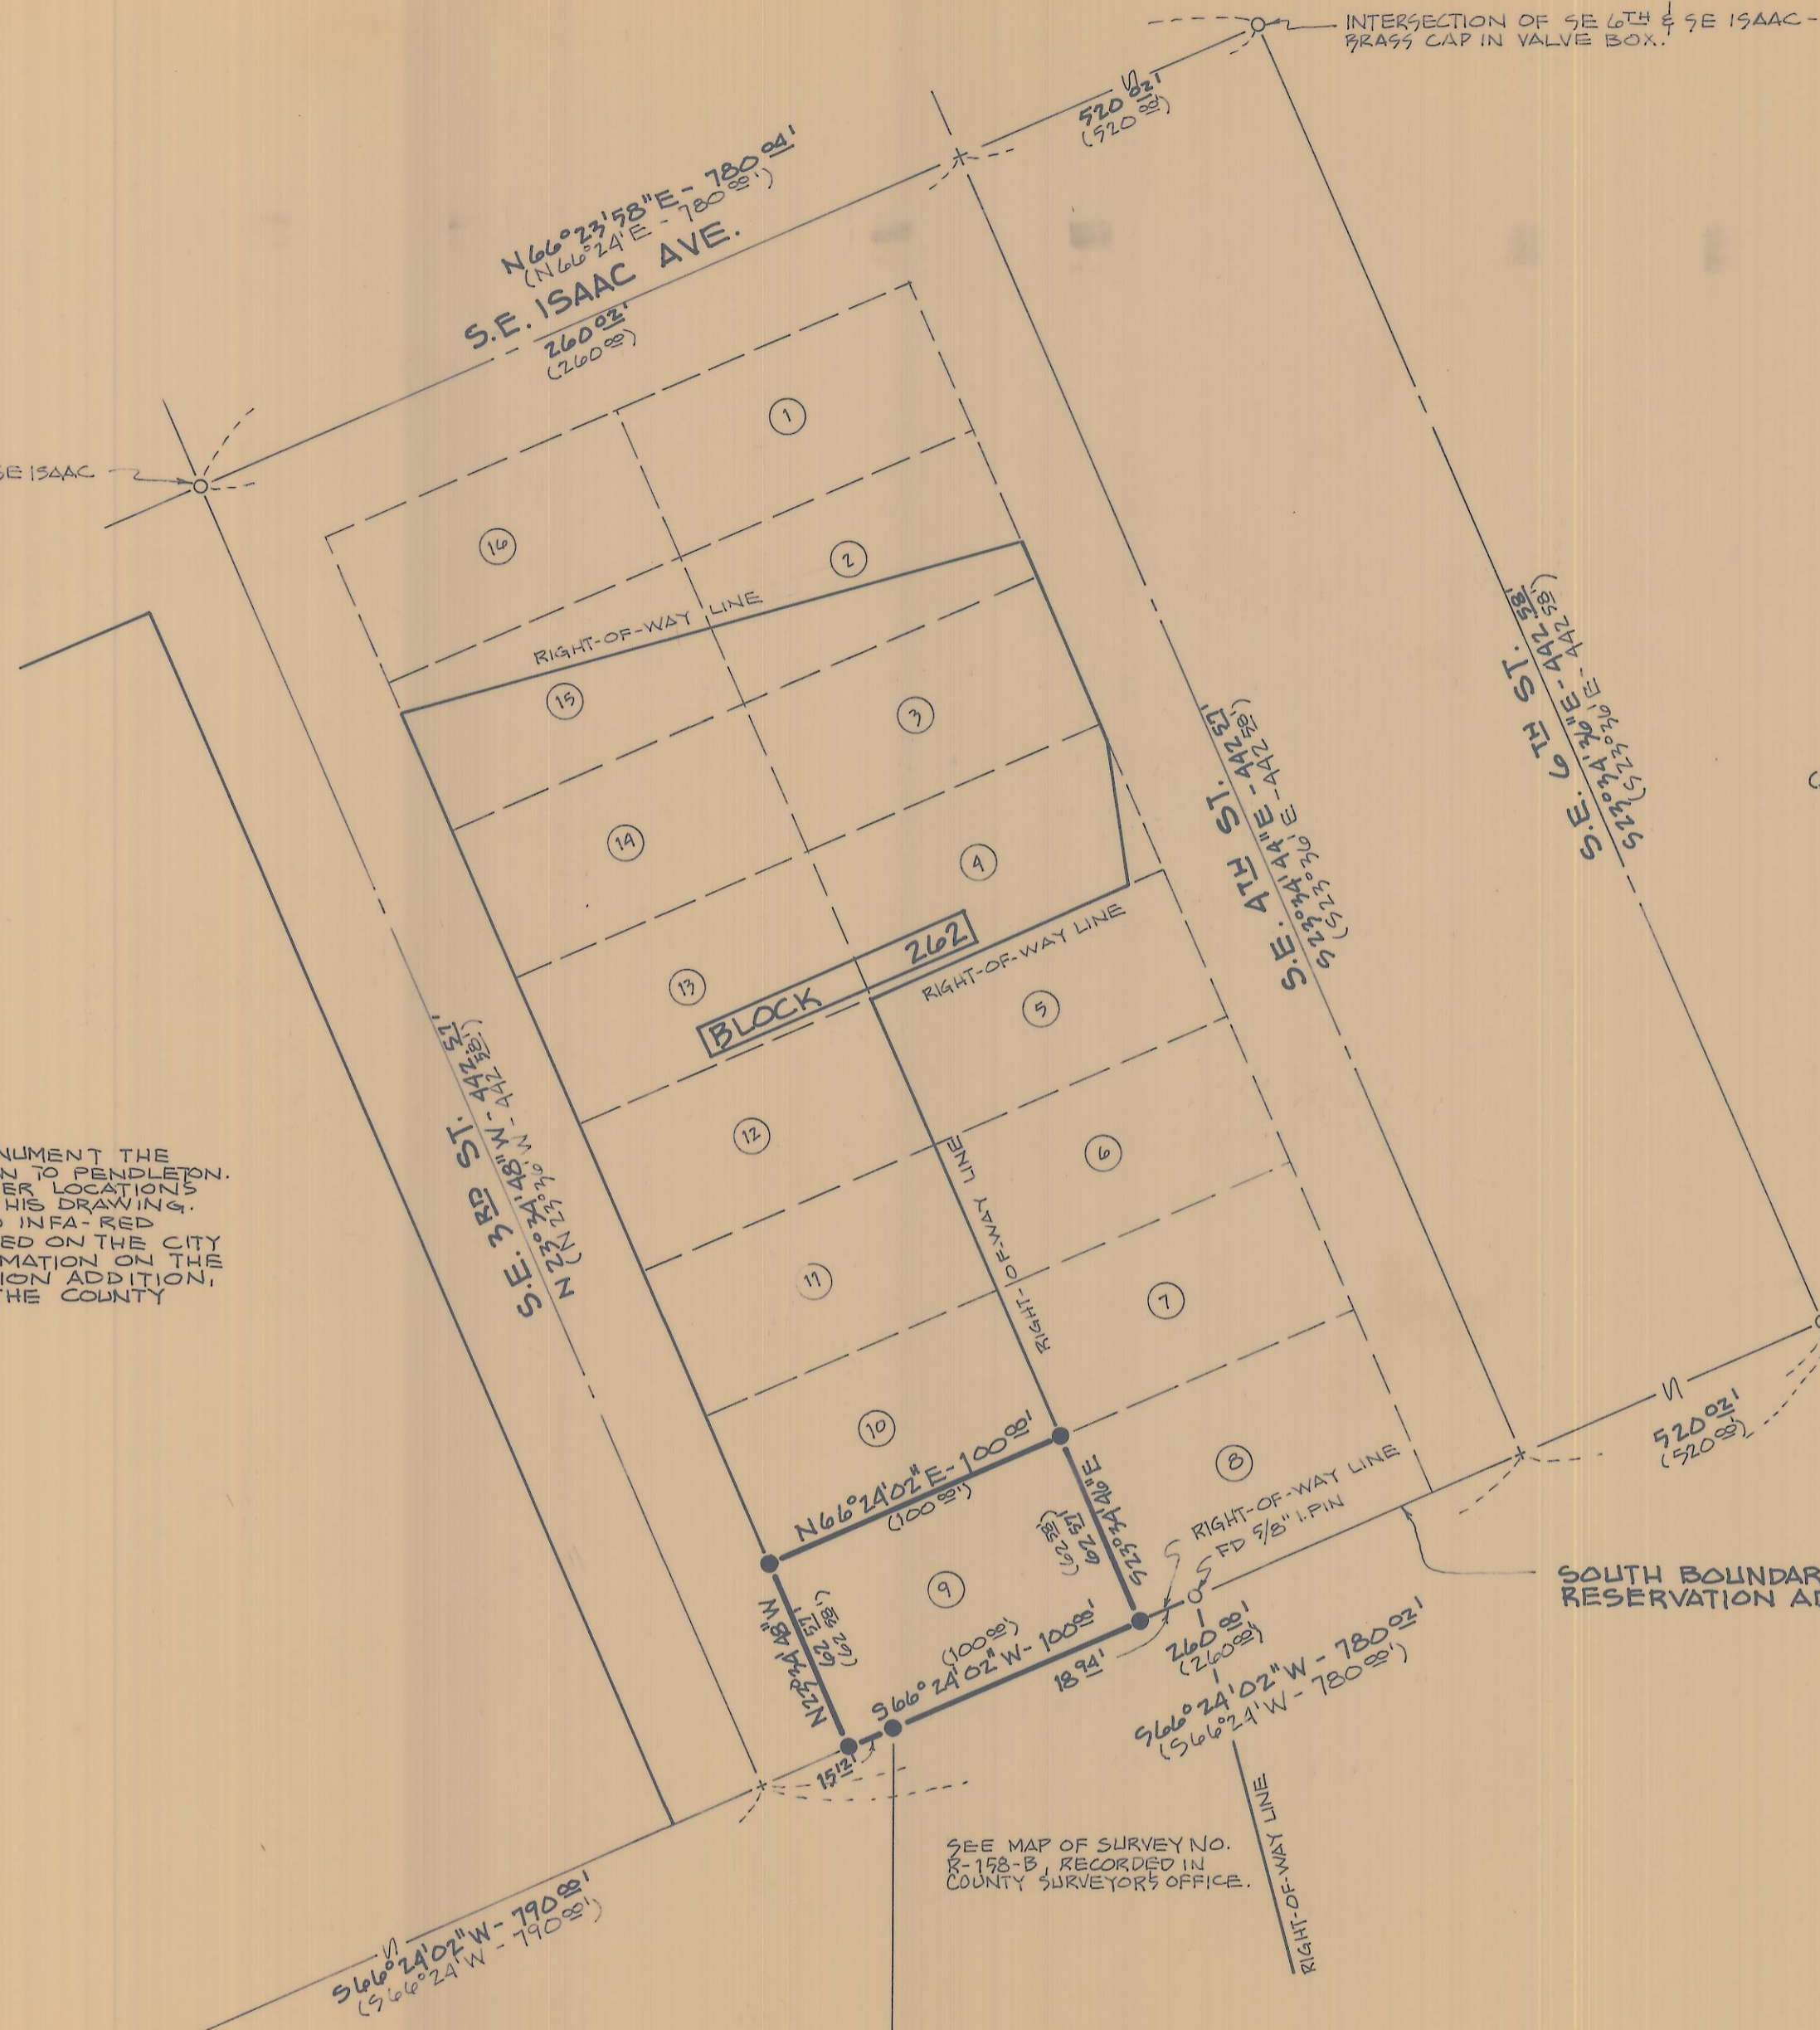 INTERSECTION OF SE 6TH & SE ISAAC -
BRASS CAP IN VALVE BOX.
520 02'
(520 00')
N66°23'58"E - 780 04'
(N66°24'E - 780 00')
S.E. ISAAC AVE.
260 02'
(260 00')
SE ISAAC
1
16
2
RIGHT-OF-WAY LINE
15
3
14
4
BLOCK 262
13
RIGHT-OF-WAY LINE
5
12
6
RIGHT-OF-WAY LINE
11
7
10
8
9
S.E. 6TH ST.
S23°34'36"E - 442 58'
(S23°36'E - 442 58')
S.E. 4TH ST.
S23°34'44"E - 442 57'
(S23°36'E - 442 58')
S.E. 3RD ST.
N23°34'48"W - 442 57'
(N23°36'W - 442 58')
NUMENT THE
N TO PENDLETON.
ER LOCATIONS
HIS DRAWING.
INFA-RED
ED ON THE CITY
MATION ON THE
ION ADDITION,
THE COUNTY
N66°24'02"E - 100 00'
(100 00')
S23°34'46"E
62 57'
(62 58')
N23°34'48"W
62 57'
(62 58')
(100 00')
S66°24'02"W - 100 00'
15 12'
18 94'
RIGHT-OF-WAY LINE
FD 5/8" I.PIN
520 02'
(520 00')
SOUTH BOUNDAR
RESERVATION AD
260 00'
(260 00')
S66°24'02"W - 780 02'
(S66°24'W - 780 00')
RIGHT-OF-WAY LINE
SEE MAP OF SURVEY NO.
R-158-B, RECORDED IN
COUNTY SURVEYOR'S OFFICE.
S66°24'02"W - 790 00'
(S66°24'W - 790 00')